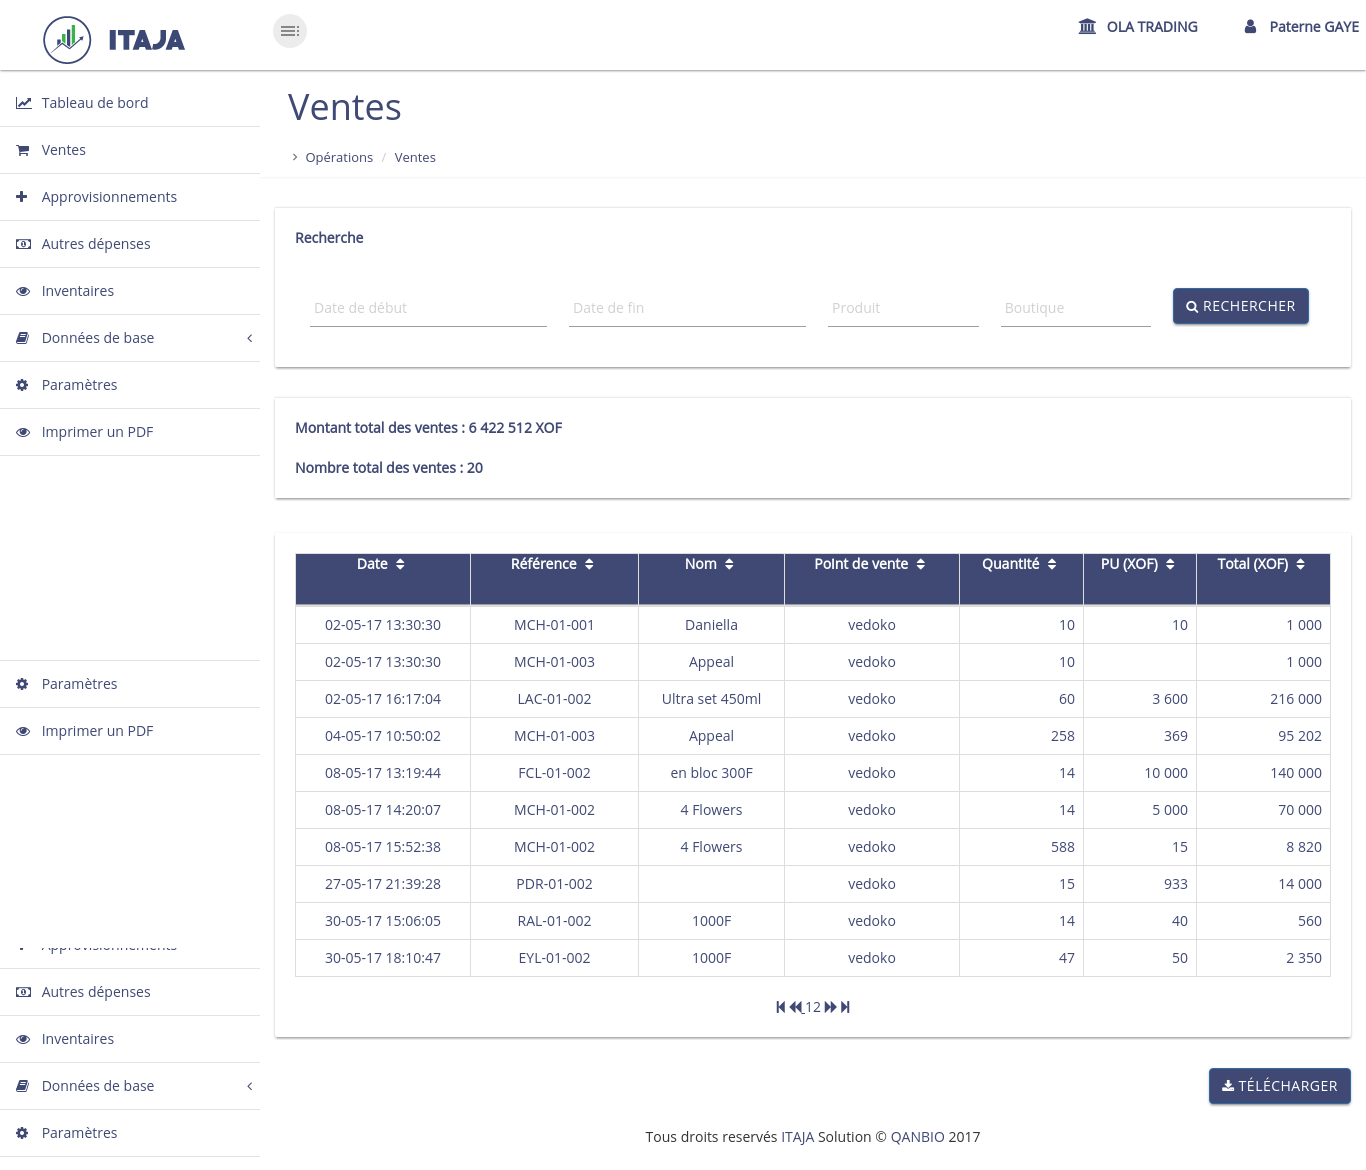 ITAJA
OLA TRADING
Paterne GAYE
Tableau de bord
Ventes
Approvisionnements
Autres dépenses
Inventaires
Données de base
Paramètres
Imprimer un PDF
Paramètres
Imprimer un PDF
Approvisionnements
Autres dépenses
Inventaires
Données de base
Paramètres
Ventes
Opérations / Ventes
Recherche
Date de début Date de fin Produit Boutique RECHERCHER
Montant total des ventes : 6 422 512 XOF
Nombre total des ventes : 20
Date Référence Nom Point de vente Quantité PU (XOF) Total (XOF)
02-05-17 13:30:30 MCH-01-001 Daniella vedoko 10 10 1 000
02-05-17 13:30:30 MCH-01-003 Appeal vedoko 10 1 000
02-05-17 16:17:04 LAC-01-002 Ultra set 450ml vedoko 60 3 600 216 000
04-05-17 10:50:02 MCH-01-003 Appeal vedoko 258 369 95 202
08-05-17 13:19:44 FCL-01-002 en bloc 300F vedoko 14 10 000 140 000
08-05-17 14:20:07 MCH-01-002 4 Flowers vedoko 14 5 000 70 000
08-05-17 15:52:38 MCH-01-002 4 Flowers vedoko 588 15 8 820
27-05-17 21:39:28 PDR-01-002 vedoko 15 933 14 000
30-05-17 15:06:05 RAL-01-002 1000F vedoko 14 40 560
30-05-17 18:10:47 EYL-01-002 1000F vedoko 47 50 2 350
12
TÉLÉCHARGER
Tous droits reservés ITAJA Solution © QANBIO 2017